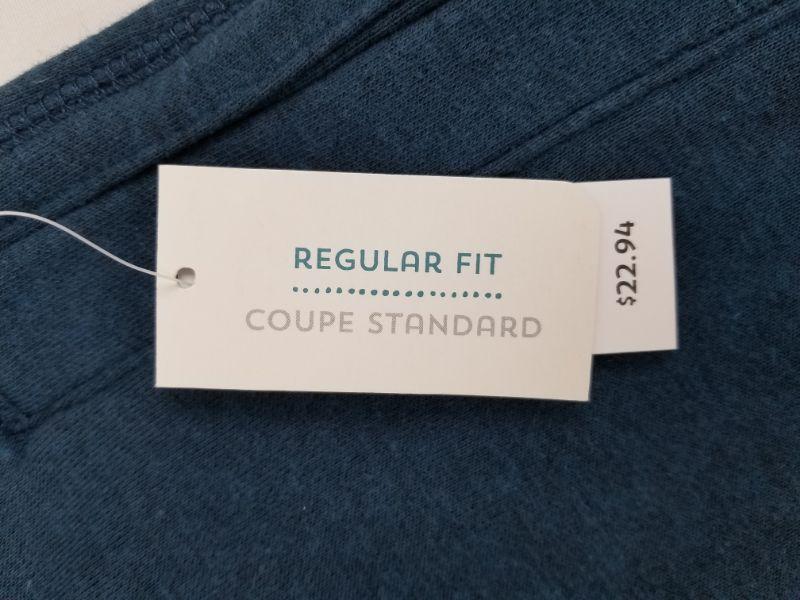 REGULAR FIT
COUPE STANDARD
$22.94